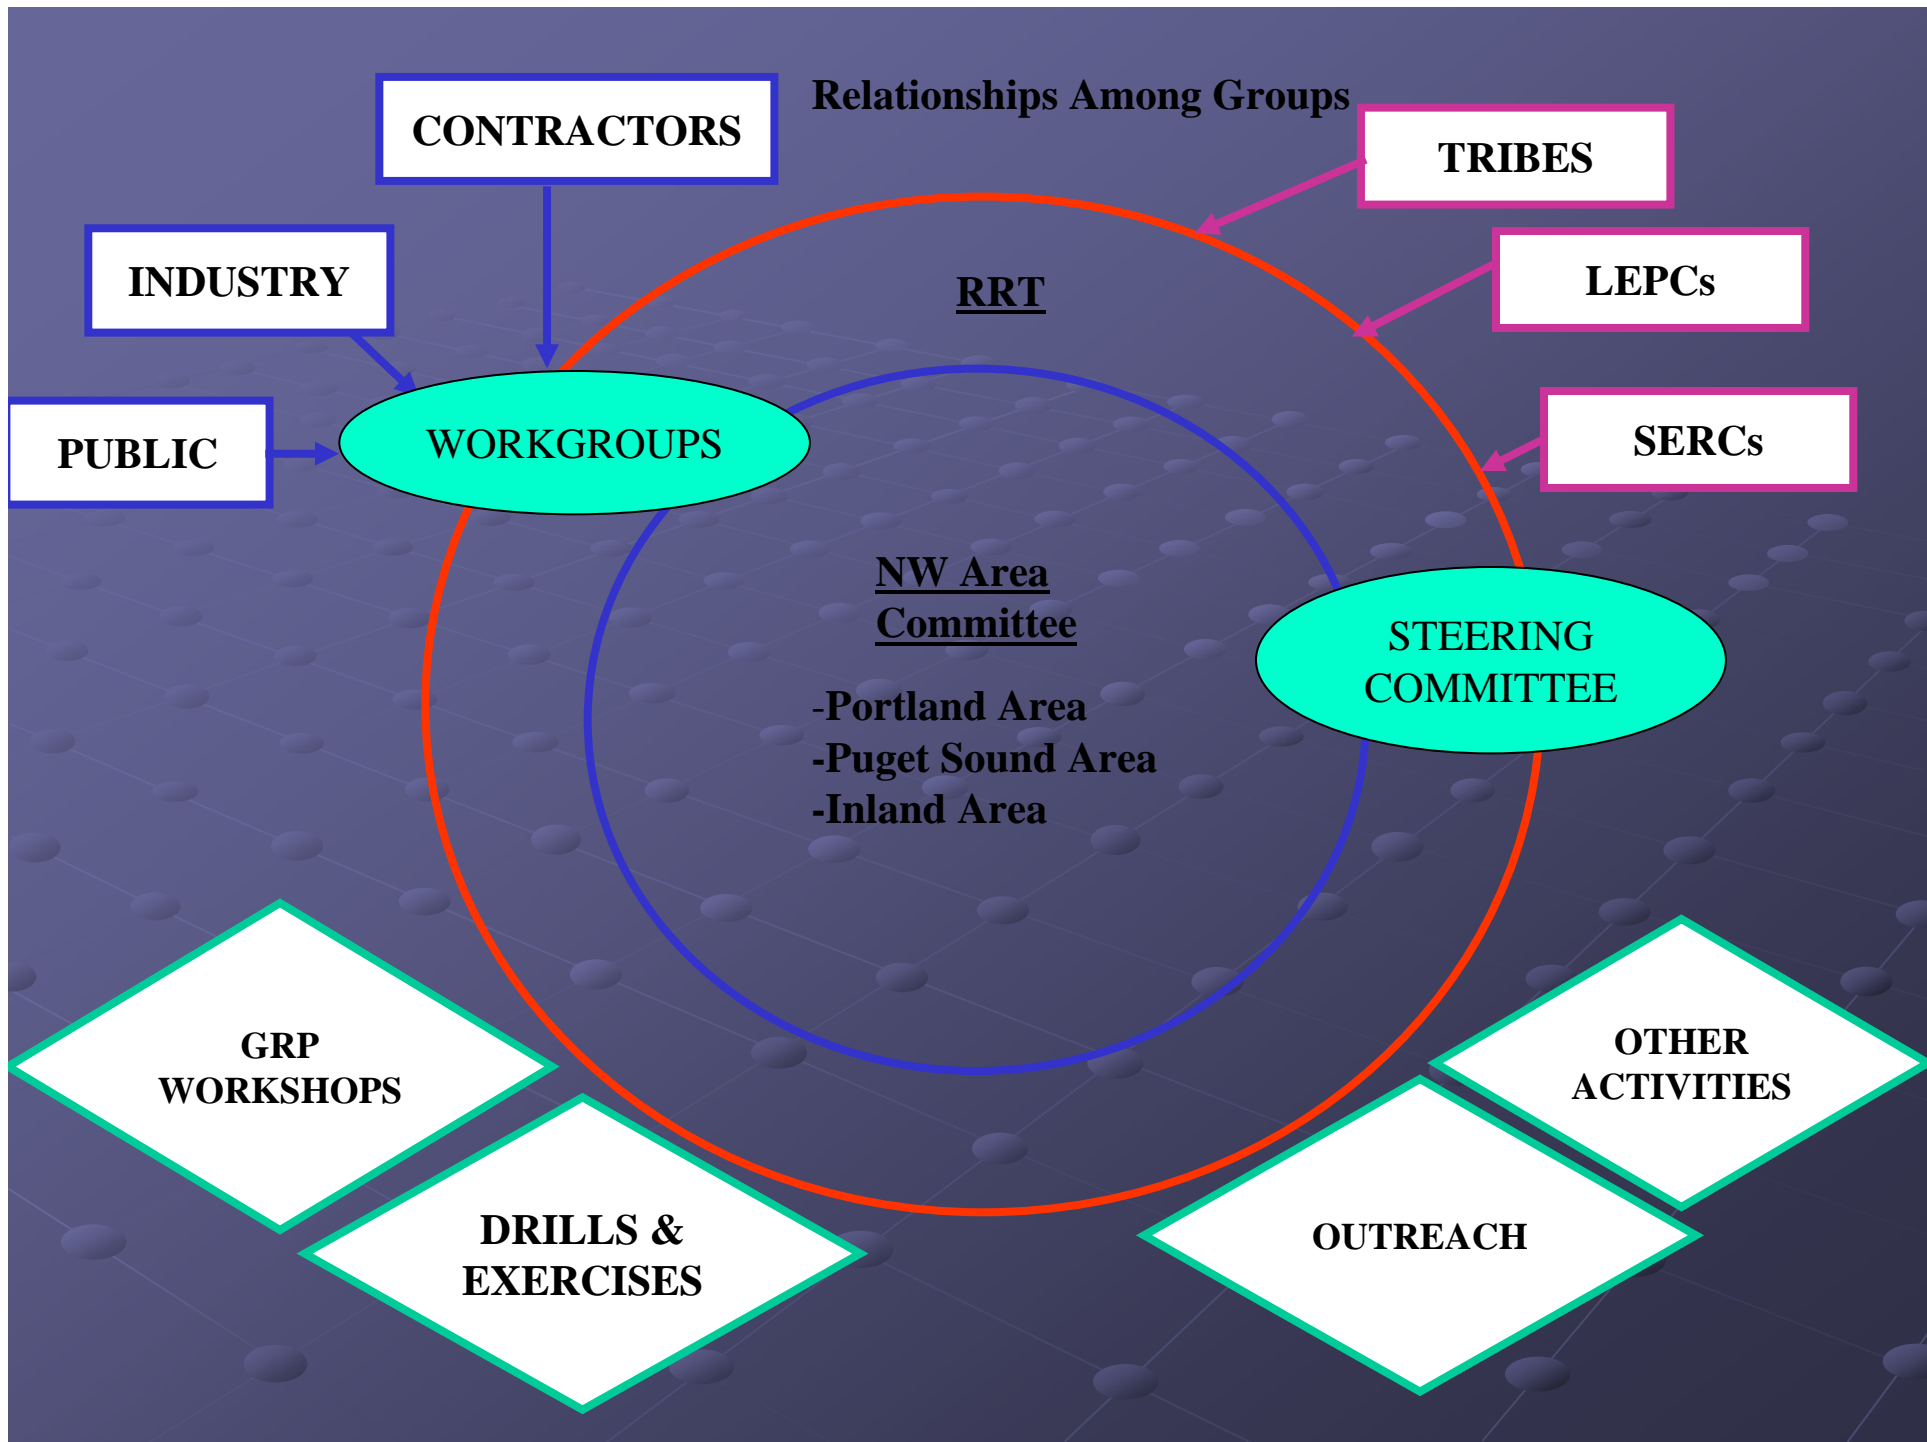 Relationships Among Groups
CONTRACTORS
TRIBES
INDUSTRY
RRT
LEPCs
PUBLIC
WORKGROUPS
SERCs
NW Area
Committee
-Portland Area
-Puget Sound Area
-Inland Area
STEERING
COMMITTEE
GRP
WORKSHOPS
DRILLS &
EXERCISES
OUTREACH
OTHER
ACTIVITIES